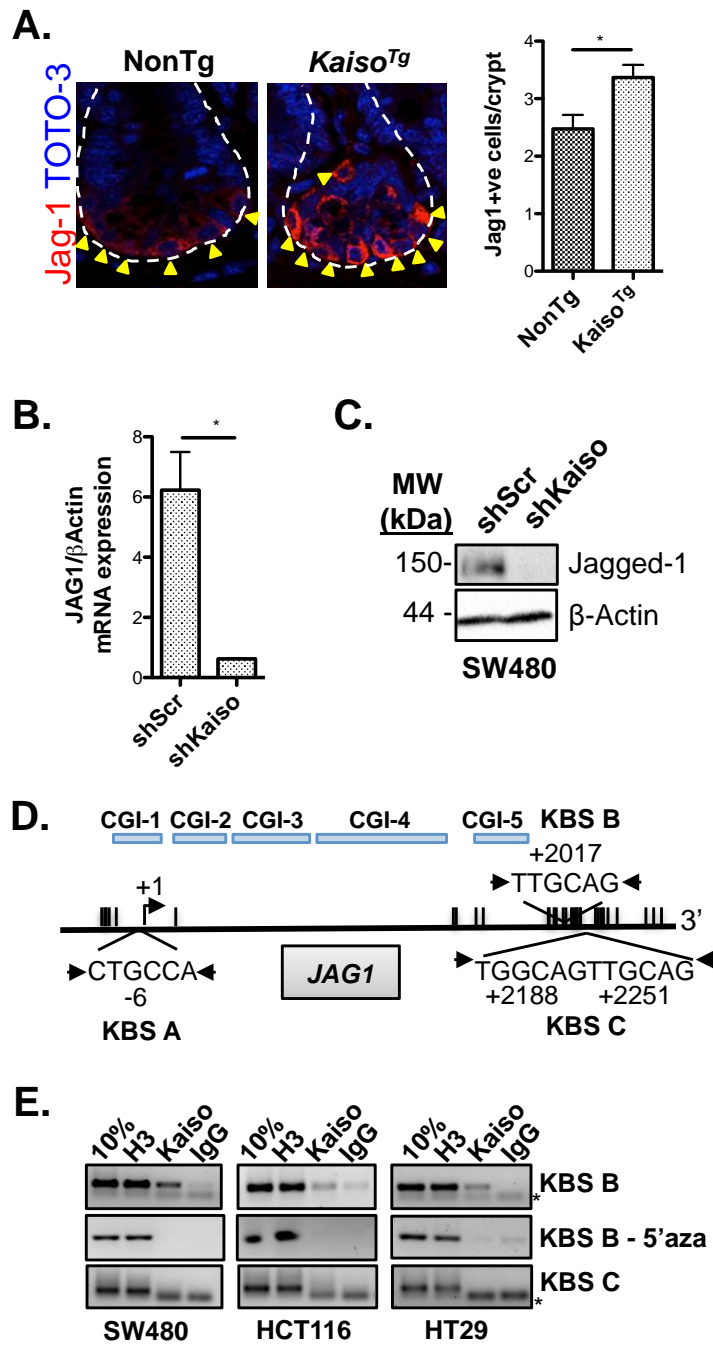 A.
NonTg
Kaiso^Tg
Jag-1 TOTO-3
Jag1+ve cells/crypt
4
3
2
1
0
*
NonTg
Kaiso^Tg
B.
JAG1/βActin
mRNA expression
8
6
4
2
0
*
shScr
shKaiso
C.
MW
(kDa)
shScr
shKaiso
150-
Jagged-1
44 -
β-Actin
SW480
D.
CGI-1
CGI-2
CGI-3
CGI-4
CGI-5
KBS B
+2017
TTGCAG
+1
3’
CTGCCA
-6
KBS A
JAG1
TGGCAGTTGCAG
+2188
+2251
KBS C
E.
10% H3 Kaiso IgG
10% H3 Kaiso IgG
10% H3 Kaiso IgG
KBS B
*
KBS B - 5’aza
KBS C
*
SW480
HCT116
HT29